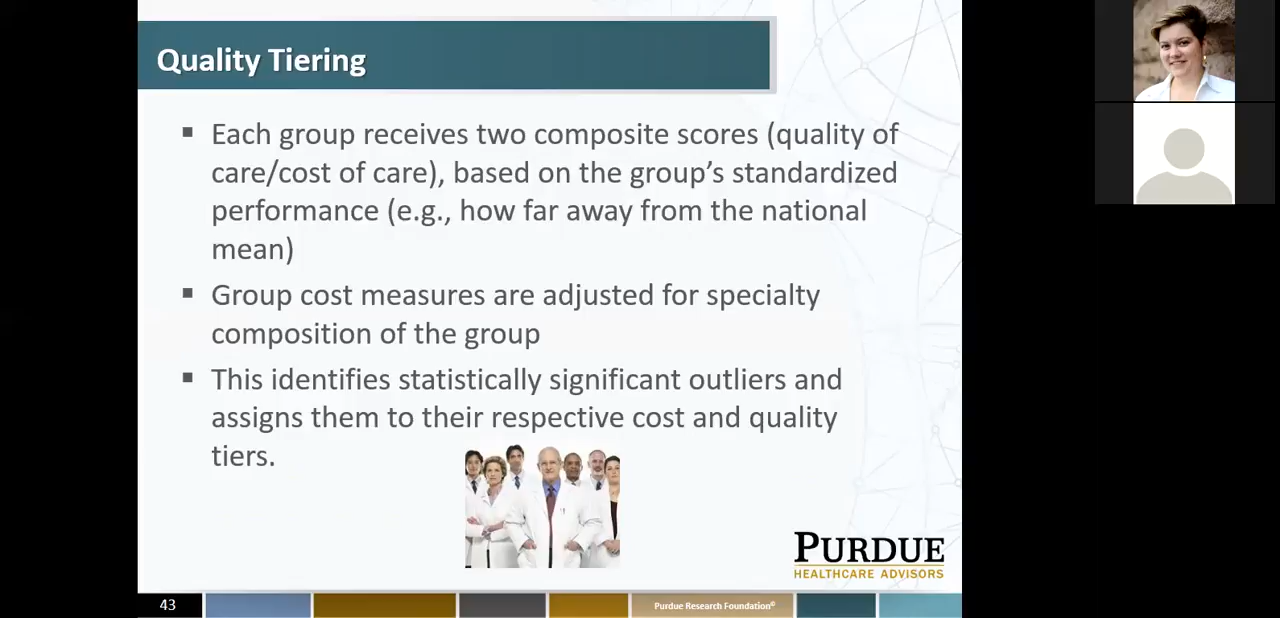 Quality Tiering
▪ Each group receives two composite scores (quality of
care/cost of care), based on the group’s standardized
performance (e.g., how far away from the national
mean)
▪ Group cost measures are adjusted for specialty
composition of the group
▪ This identifies statistically significant outliers and
assigns them to their respective cost and quality
tiers.
PURDUE
HEALTHCARE ADVISORS
43
Purdue Research Foundation©